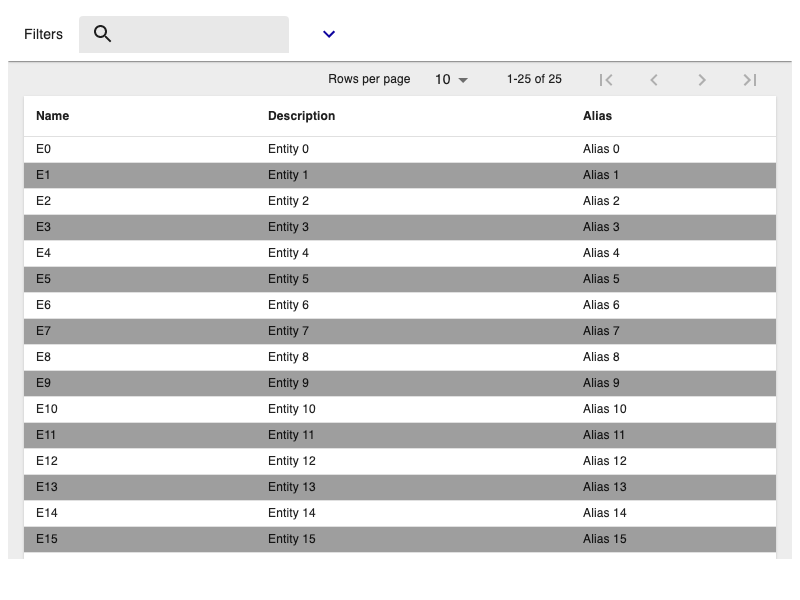 Filters
Rows per page 10 1-25 of 25
Name Description Alias
E0 Entity 0 Alias 0
E1 Entity 1 Alias 1
E2 Entity 2 Alias 2
E3 Entity 3 Alias 3
E4 Entity 4 Alias 4
E5 Entity 5 Alias 5
E6 Entity 6 Alias 6
E7 Entity 7 Alias 7
E8 Entity 8 Alias 8
E9 Entity 9 Alias 9
E10 Entity 10 Alias 10
E11 Entity 11 Alias 11
E12 Entity 12 Alias 12
E13 Entity 13 Alias 13
E14 Entity 14 Alias 14
E15 Entity 15 Alias 15